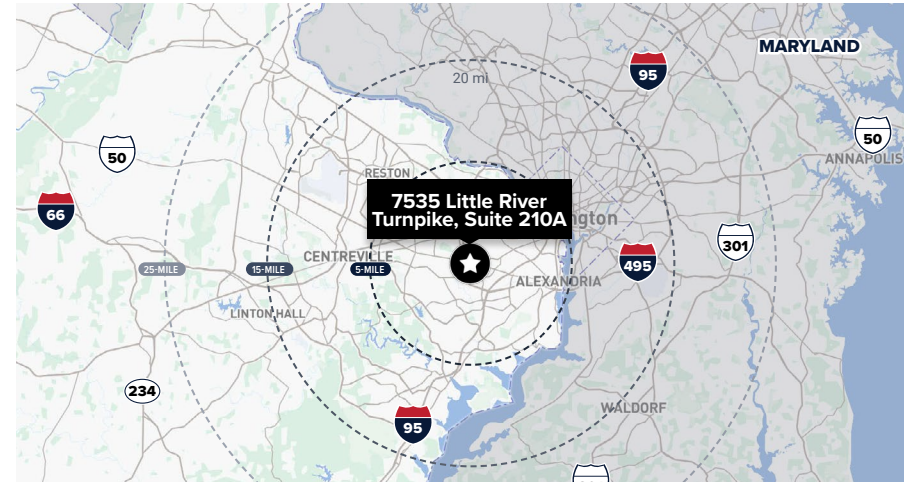 MARYLAND
95
20 mi
50
50
ANNAPOLIS
RESTON
7535 Little River
Turnpike, Suite 210A
ngton
66
301
CENTREVILLE
495
25-MILE
15-MILE
5-MILE
ALEXANDRIA
LINTON HALL
234
WALDORF
95